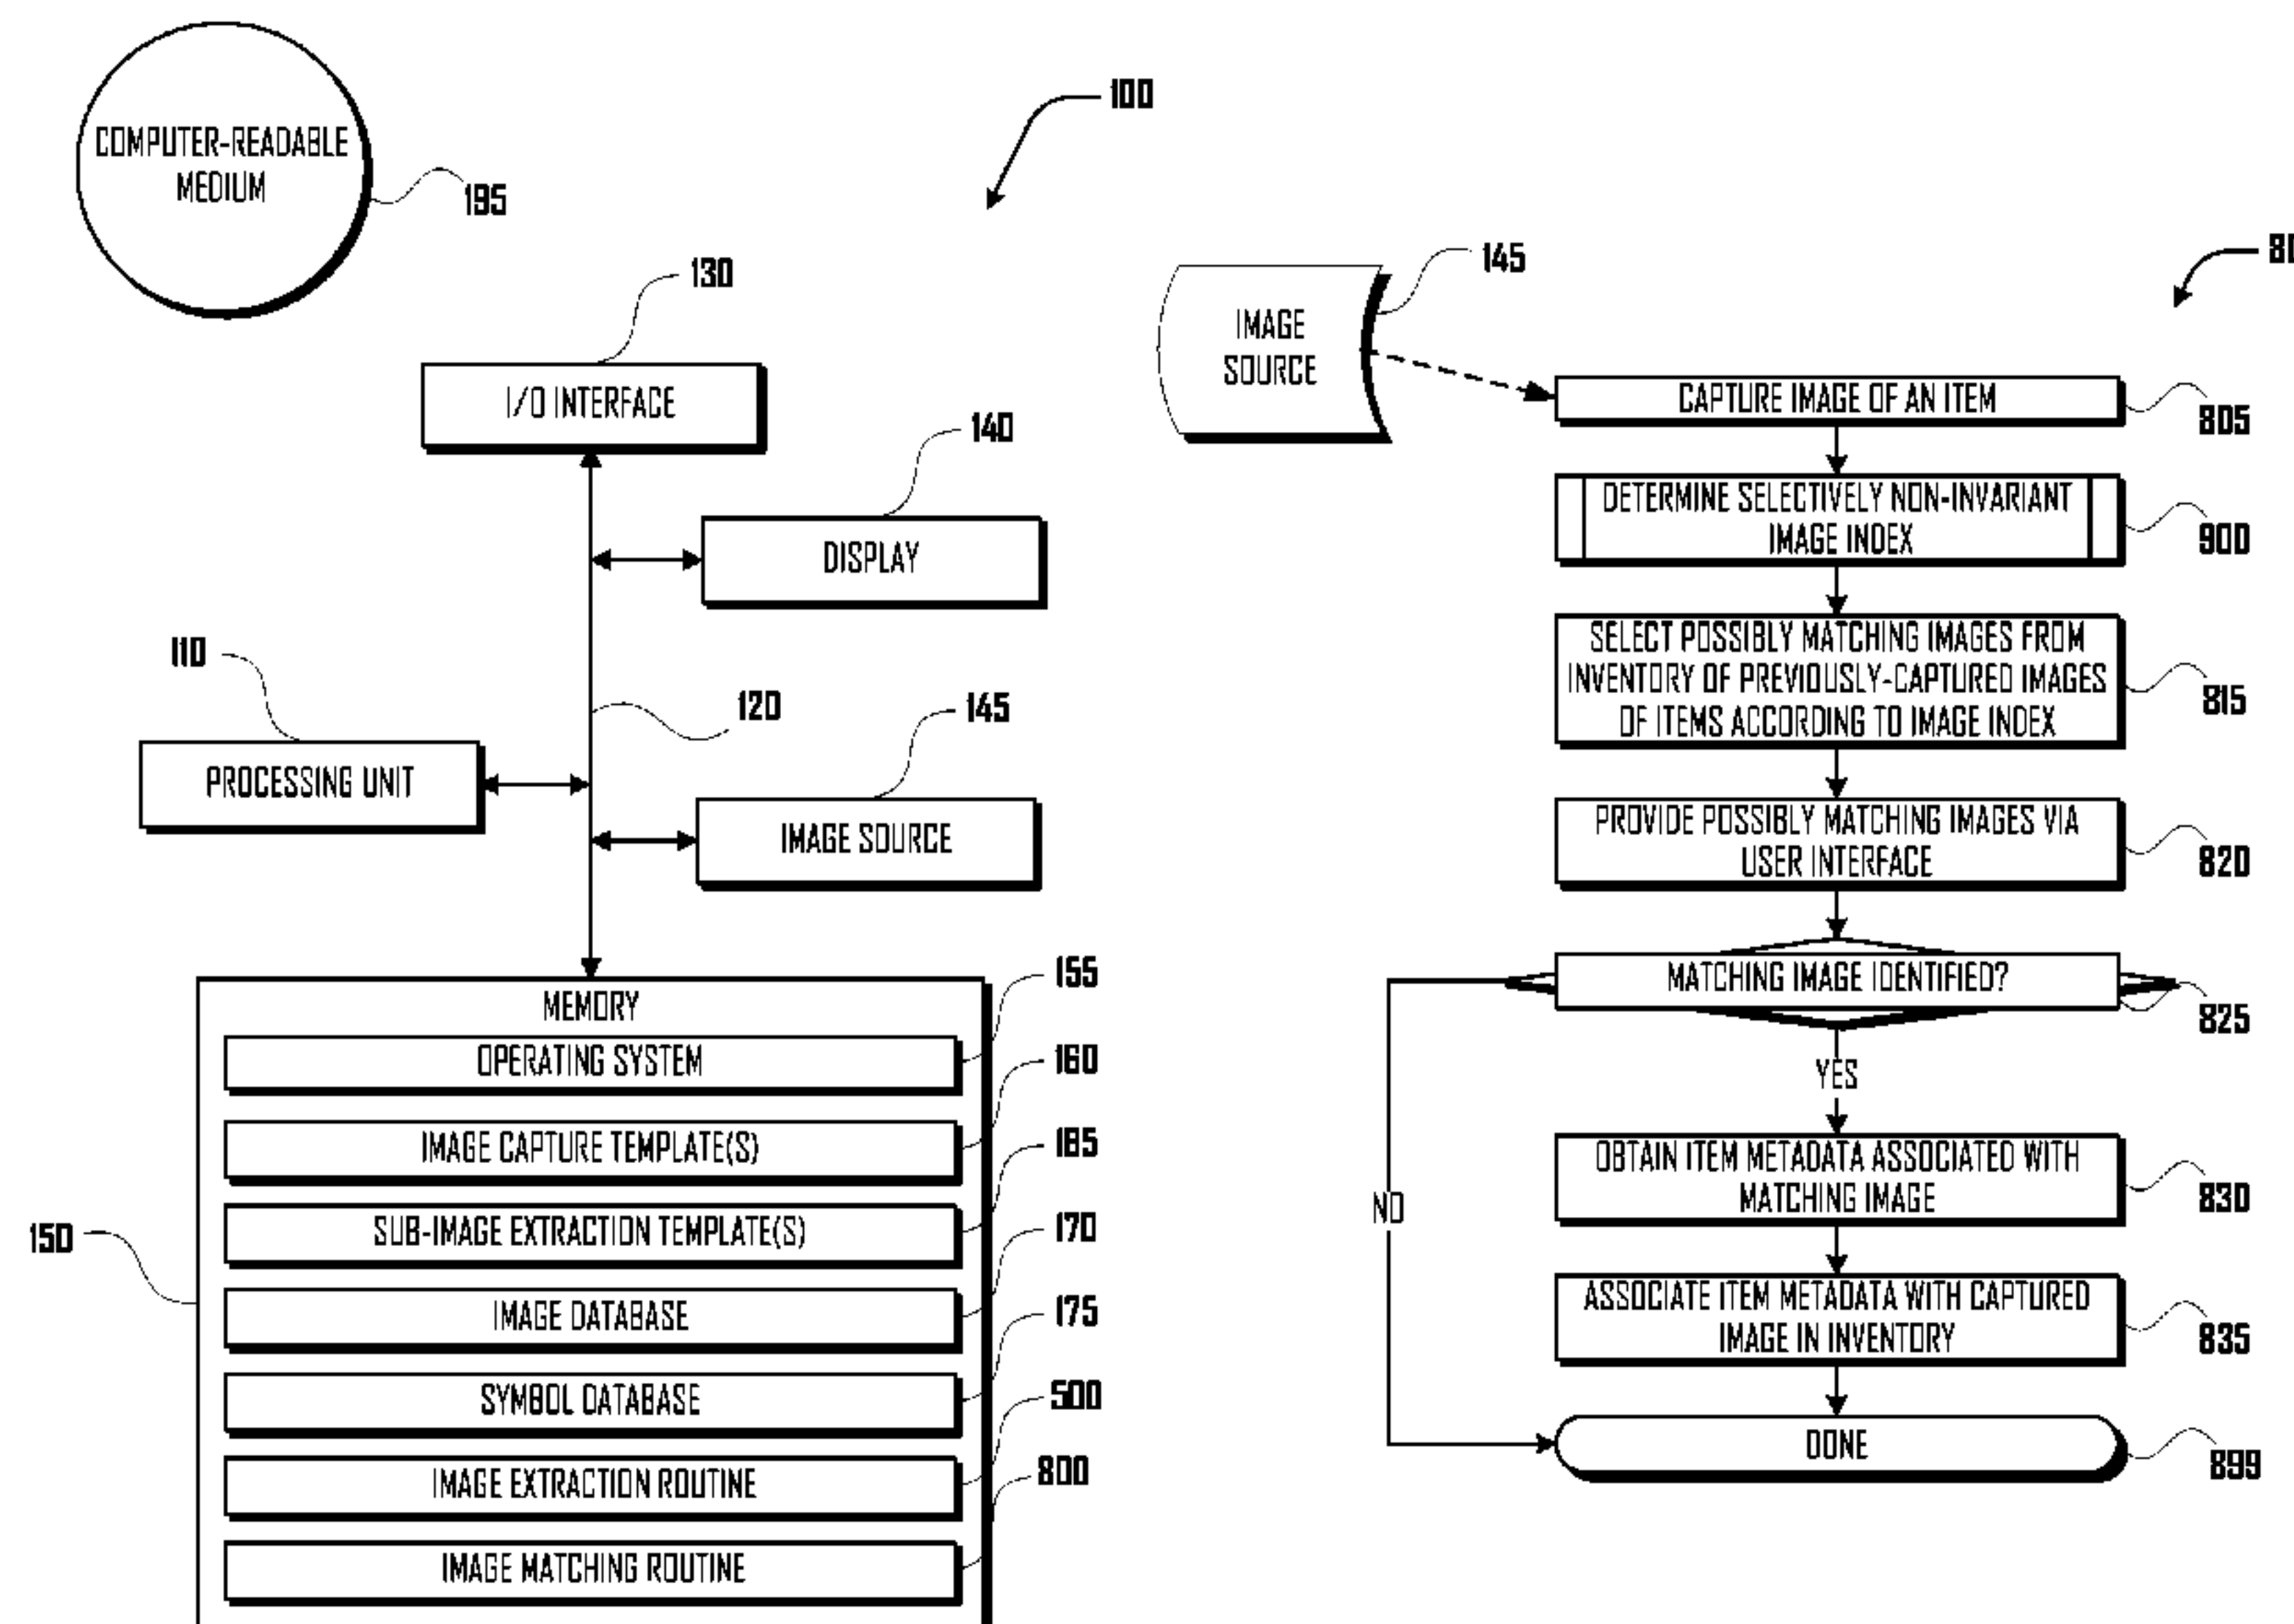 COMPUTER-READABLE
MEDIUM
195
100
130
I/O INTERFACE
140
DISPLAY
110
PROCESSING UNIT
120
145
IMAGE SOURCE
150
MEMORY
155
OPERATING SYSTEM
160
IMAGE CAPTURE TEMPLATE(S)
165
SUB-IMAGE EXTRACTION TEMPLATE(S)
170
IMAGE DATABASE
175
SYMBOL DATABASE
500
IMAGE EXTRACTION ROUTINE
800
IMAGE MATCHING ROUTINE
145
IMAGE
SOURCE
CAPTURE IMAGE OF AN ITEM
805
DETERMINE SELECTIVELY NON-INVARIANT
IMAGE INDEX
900
SELECT POSSIBLY MATCHING IMAGES FROM
INVENTORY OF PREVIOUSLY-CAPTURED IMAGES
OF ITEMS ACCORDING TO IMAGE INDEX
815
PROVIDE POSSIBLY MATCHING IMAGES VIA
USER INTERFACE
820
MATCHING IMAGE IDENTIFIED?
825
YES
NO
OBTAIN ITEM METADATA ASSOCIATED WITH
MATCHING IMAGE
830
ASSOCIATE ITEM METADATA WITH CAPTURED
IMAGE IN INVENTORY
835
DONE
899